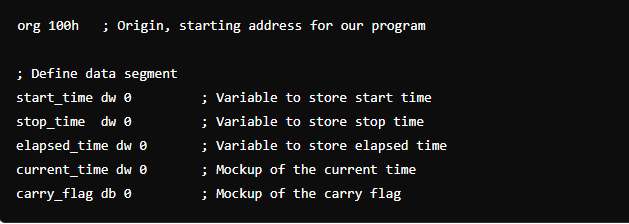 org 100h   ; Origin, starting address for our program
; Define data segment
start_time dw 0         ; Variable to store start time
stop_time  dw 0         ; Variable to store stop time
elapsed_time dw 0       ; Variable to store elapsed time
current_time dw 0       ; Mockup of the current time
carry_flag db 0         ; Mockup of the carry flag